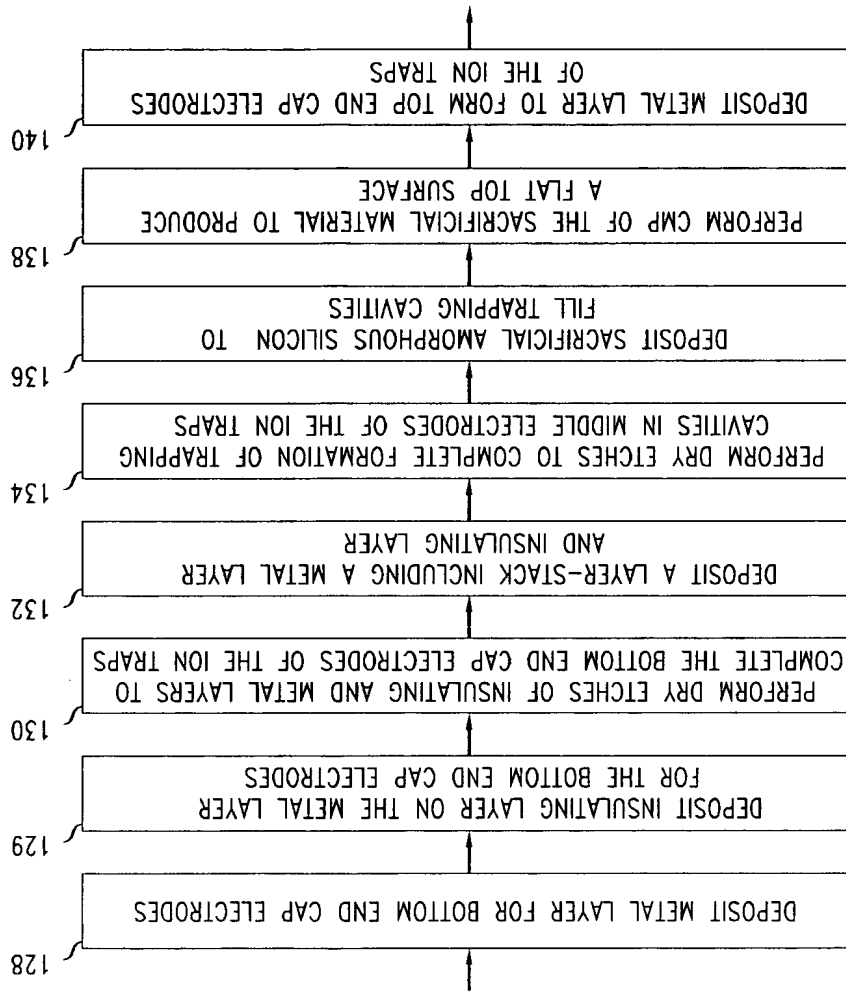 128
DEPOSIT METAL LAYER FOR BOTTOM END CAP ELECTRODES
129
DEPOSIT INSULATING LAYER ON THE METAL LAYER
FOR THE BOTTOM END CAP ELECTRODES
130
PERFORM DRY ETCHES OF INSULATING AND METAL LAYERS TO
COMPLETE THE BOTTOM END CAP ELECTRODES OF THE ION TRAPS
132
DEPOSIT A LAYER-STACK INCLUDING A METAL LAYER
AND INSULATING LAYER
134
PERFORM DRY ETCHES TO COMPLETE FORMATION OF TRAPPING
CAVITIES IN MIDDLE ELECTRODES OF THE ION TRAPS
136
DEPOSIT SACRIFICIAL AMORPHOUS SILICON TO
FILL TRAPPING CAVITIES
138
PERFORM CMP OF THE SACRIFICIAL MATERIAL TO PRODUCE
A FLAT TOP SURFACE
140
DEPOSIT METAL LAYER TO FORM TOP END CAP ELECTRODES
OF THE ION TRAPS